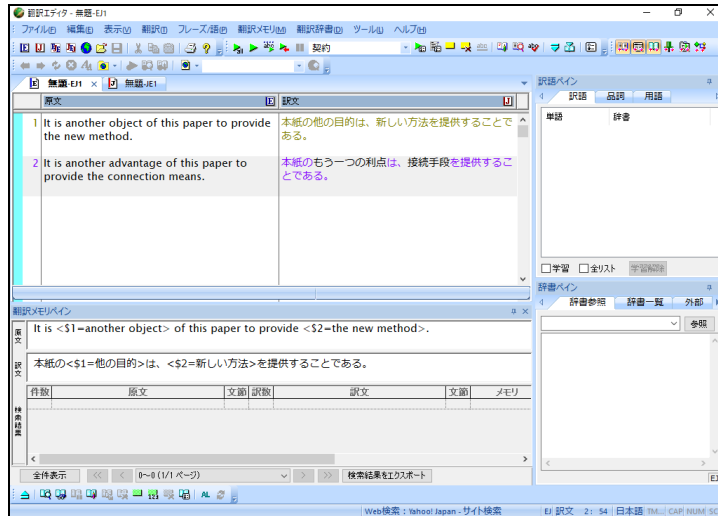 翻訳エディタ - 無題-EJ1
ファイル(F) 編集(E) 表示(V) 翻訳(T) フレーズ/語(P) 翻訳メモリ(M) 翻訳辞書(D) ツール(L) ヘルプ(H)
契約
E 無題-EJ1 × J 無題-JE1
原文 E 訳文 J
1 It is another object of this paper to provide the new method.
本紙の他の目的は、新しい方法を提供することである。
2 It is another advantage of this paper to provide the connection means.
本紙のもう一つの利点は、接続手段を提供することである。
訳語ペイン
訳語 品詞 用語
単語 辞書
学習 全リスト 学習解除
辞書ペイン
辞書参照 辞書一覧 外部
参照
EJ
翻訳メモリペイン
原文 It is <$1=another object> of this paper to provide <$2=the new method>.
訳文 本紙の<$1=他の目的>は、<$2=新しい方法>を提供することである。
検索結果
件数 原文 文節 訳数 訳文 文節 メモリ
全件表示 << < 0~0 (1/1 ページ) > >> 検索結果をエクスポート
AL
Web検索 : Yahoo! Japan - サイト検索 EJ 訳文 2: 54 日本語 TM... CAP NUM SC